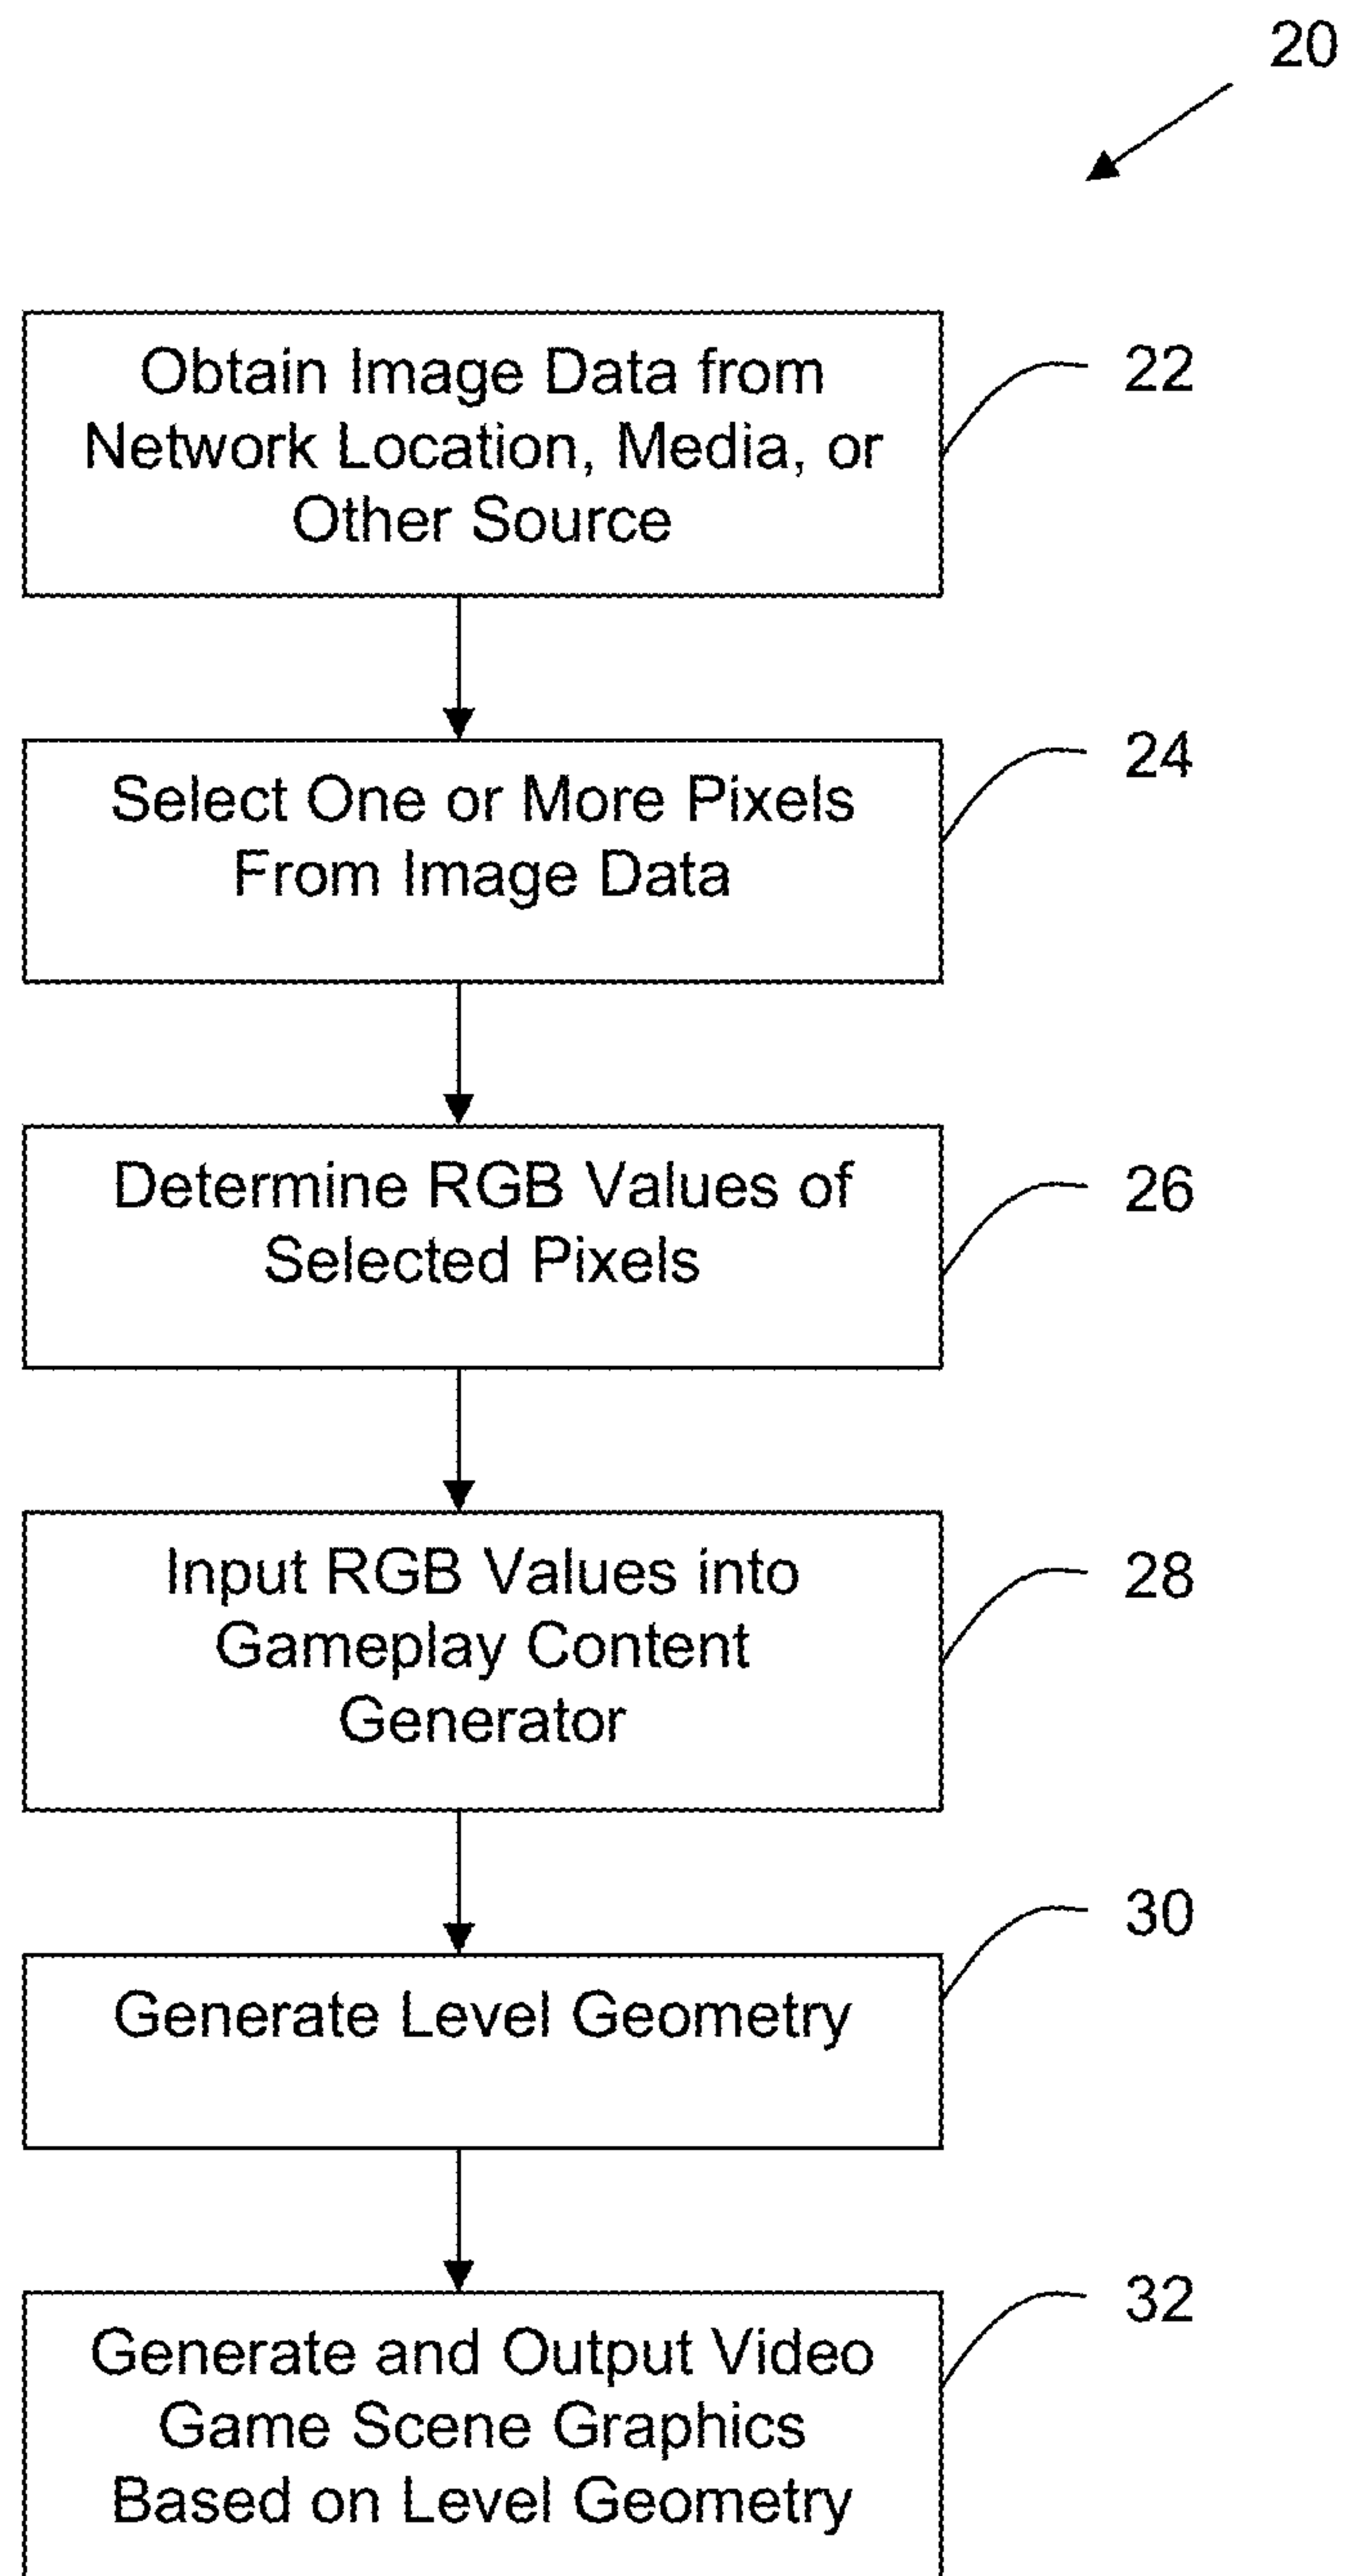 20
Obtain Image Data from
Network Location, Media, or
Other Source
22
Select One or More Pixels
From Image Data
24
Determine RGB Values of
Selected Pixels
26
Input RGB Values into
Gameplay Content
Generator
28
Generate Level Geometry
30
Generate and Output Video
Game Scene Graphics
Based on Level Geometry
32